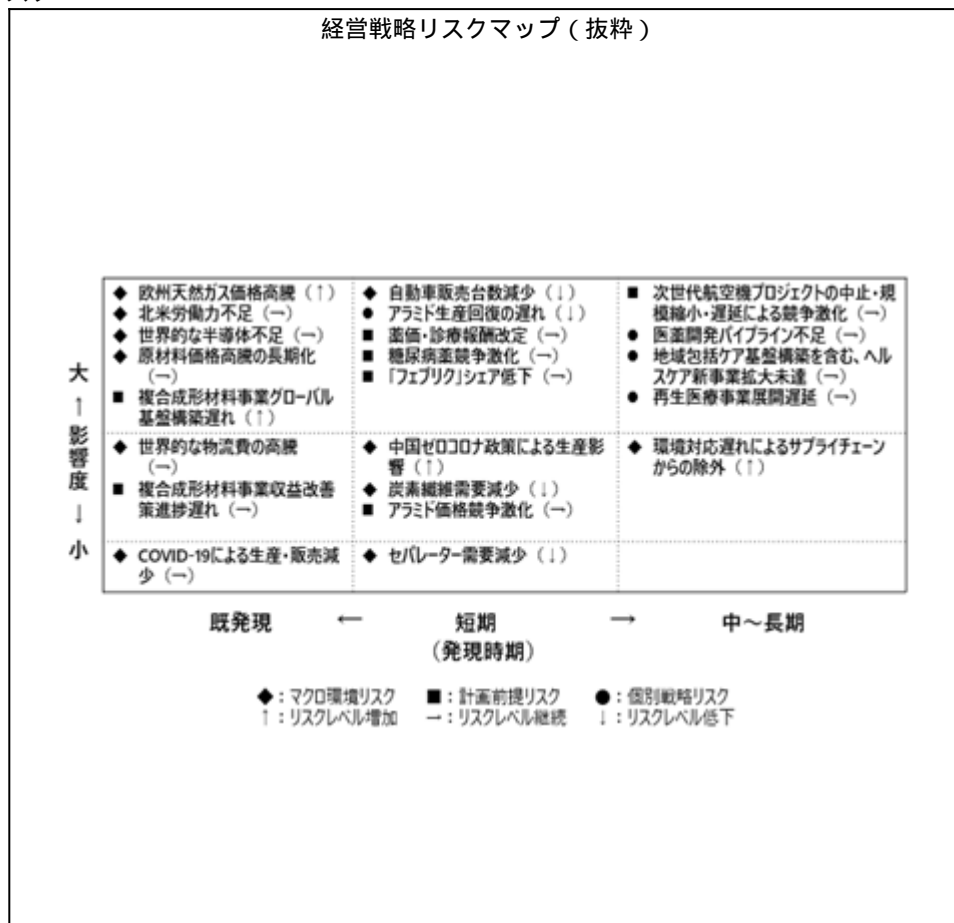 経営戦略リスクマップ（抜粋）
大
↑
影
響
度
↓
小
◆ 欧州天然ガス価格高騰（↑）
◆ 北米労働力不足（→）
◆ 世界的な半導体不足（→）
◆ 原材料価格高騰の長期化
（→）
■ 複合成形材料事業グローバル
基盤構築遅れ（↑）
◆ 自動車販売台数減少（↓）
● アラミド生産回復の遅れ（↓）
■ 薬価・診療報酬改定（→）
■ 糖尿病薬競争激化（→）
■ 「フェブリク」シェア低下（→）
■ 次世代航空機プロジェクトの中止・規
模縮小・遅延による競争激化（→）
● 医薬開発パイプライン不足（→）
● 地域包括ケア基盤構築を含む、ヘル
スケア新事業拡大未達（→）
● 再生医療事業展開遅延（→）
◆ 世界的な物流費の高騰
（→）
■ 複合成形材料事業収益改善
策進捗遅れ（→）
◆ 中国ゼロコロナ政策による生産影
響（↑）
◆ 炭素繊維需要減少（↓）
■ アラミド価格競争激化（→）
◆ 環境対応遅れによるサプライチェーン
からの除外（↑）
◆ COVID-19による生産・販売減
少（→）
◆ セパレーター需要減少（↓）
既発現 ← 短期 → 中～長期
（発現時期）
◆：マクロ環境リスク ■：計画前提リスク ●：個別戦略リスク
↑：リスクレベル増加 →：リスクレベル継続 ↓：リスクレベル低下